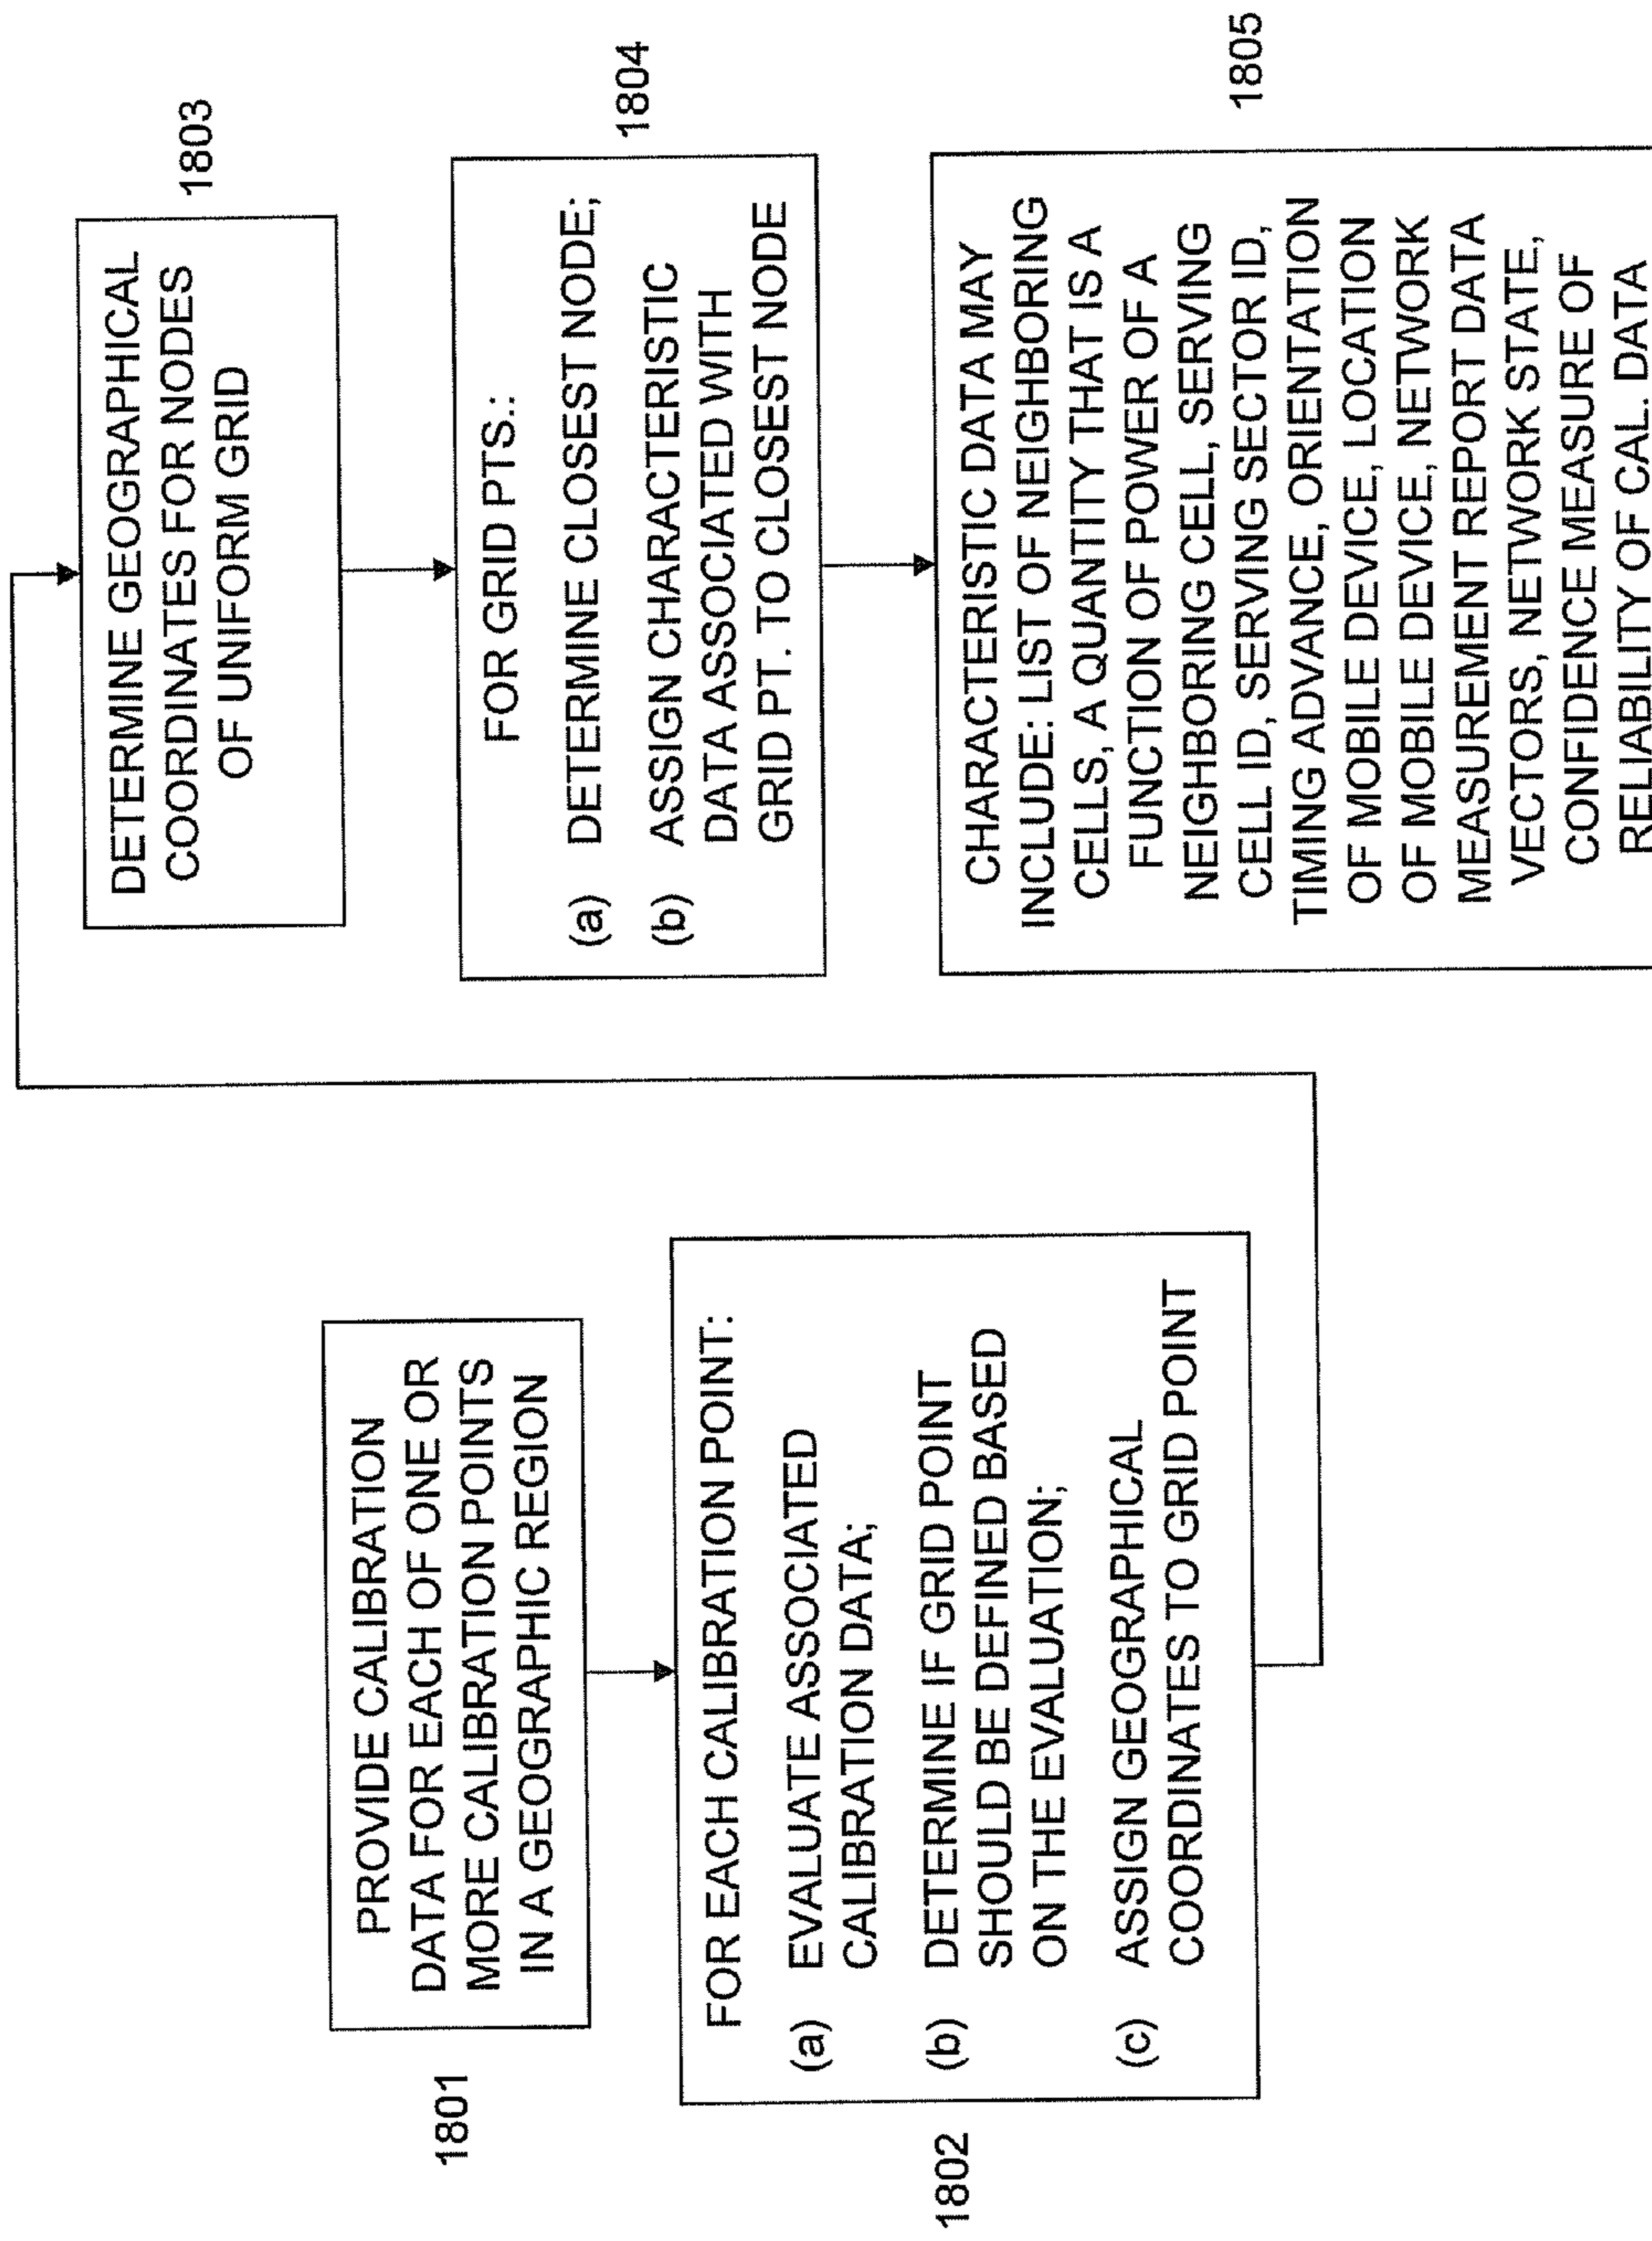 1801
PROVIDE CALIBRATION
DATA FOR EACH OF ONE OR
MORE CALIBRATION POINTS
IN A GEOGRAPHIC REGION
1802
FOR EACH CALIBRATION POINT:
(a) EVALUATE ASSOCIATED
CALIBRATION DATA;
(b) DETERMINE IF GRID POINT
SHOULD BE DEFINED BASED
ON THE EVALUATION;
(c) ASSIGN GEOGRAPHICAL
COORDINATES TO GRID POINT
1803
DETERMINE GEOGRAPHICAL
COORDINATES FOR NODES
OF UNIFORM GRID
1804
FOR GRID PTS.:
(a) DETERMINE CLOSEST NODE;
(b) ASSIGN CHARACTERISTIC
DATA ASSOCIATED WITH
GRID PT. TO CLOSEST NODE
1805
CHARACTERISTIC DATA MAY
INCLUDE: LIST OF NEIGHBORING
CELLS, A QUANTITY THAT IS A
FUNCTION OF POWER OF A
NEIGHBORING CELL, SERVING
CELL ID, SERVING SECTOR ID,
TIMING ADVANCE, ORIENTATION
OF MOBILE DEVICE, LOCATION
OF MOBILE DEVICE, NETWORK
MEASUREMENT REPORT DATA
VECTORS, NETWORK STATE,
CONFIDENCE MEASURE OF
RELIABILITY OF CAL. DATA